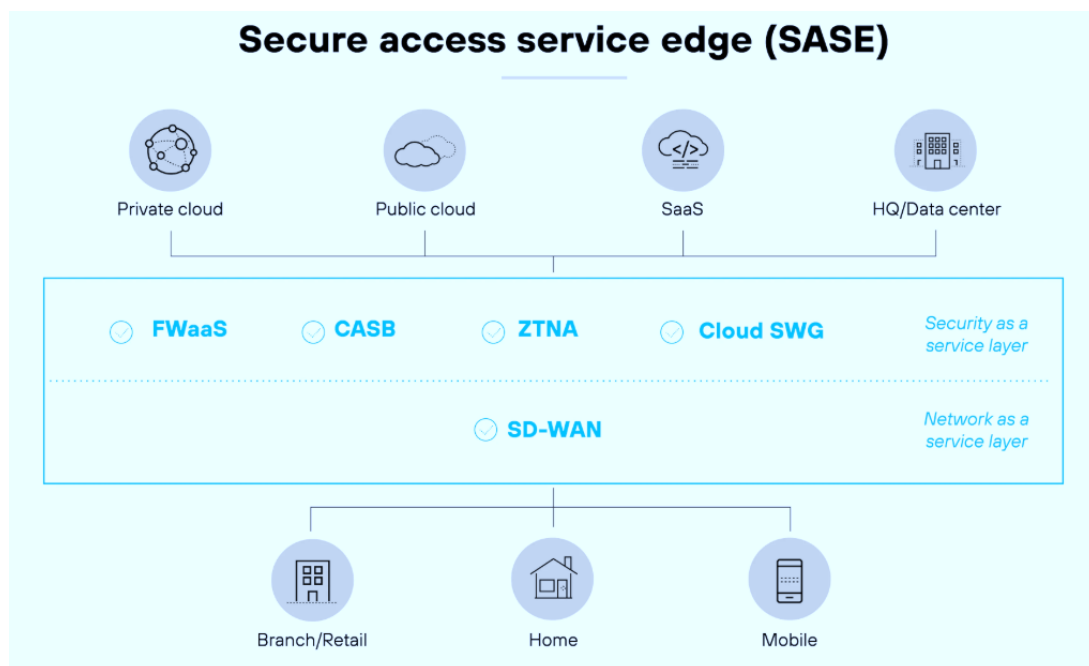 Secure access service edge (SASE)
Private cloud
Public cloud
</>
SaaS
HQ/Data center
FWaaS
CASB
ZTNA
Cloud SWG
Security as a
service layer
SD-WAN
Network as a
service layer
Branch/Retail
Home
Mobile